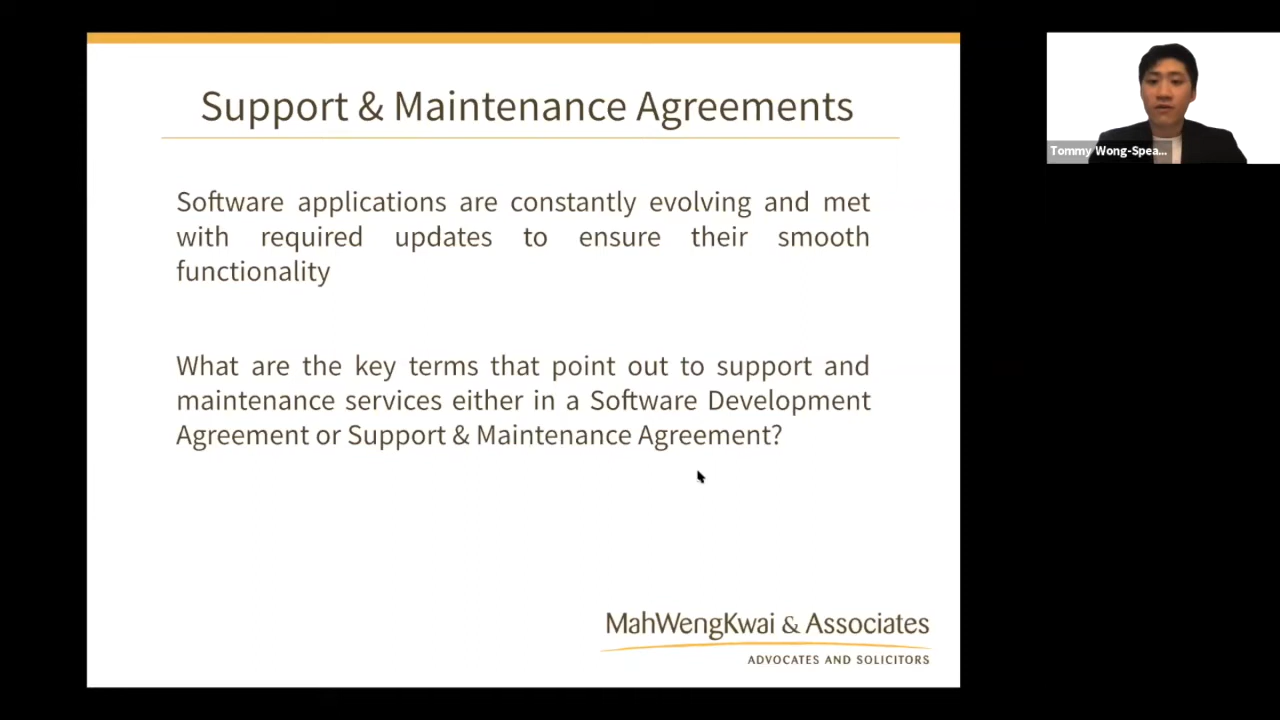 Support & Maintenance Agreements
Software applications are constantly evolving and met
with required updates to ensure their smooth
functionality
What are the key terms that point out to support and
maintenance services either in a Software Development
Agreement or Support & Maintenance Agreement?
MahWengKwai & Associates
ADVOCATES AND SOLICITORS
Tommy Wong-Spea...